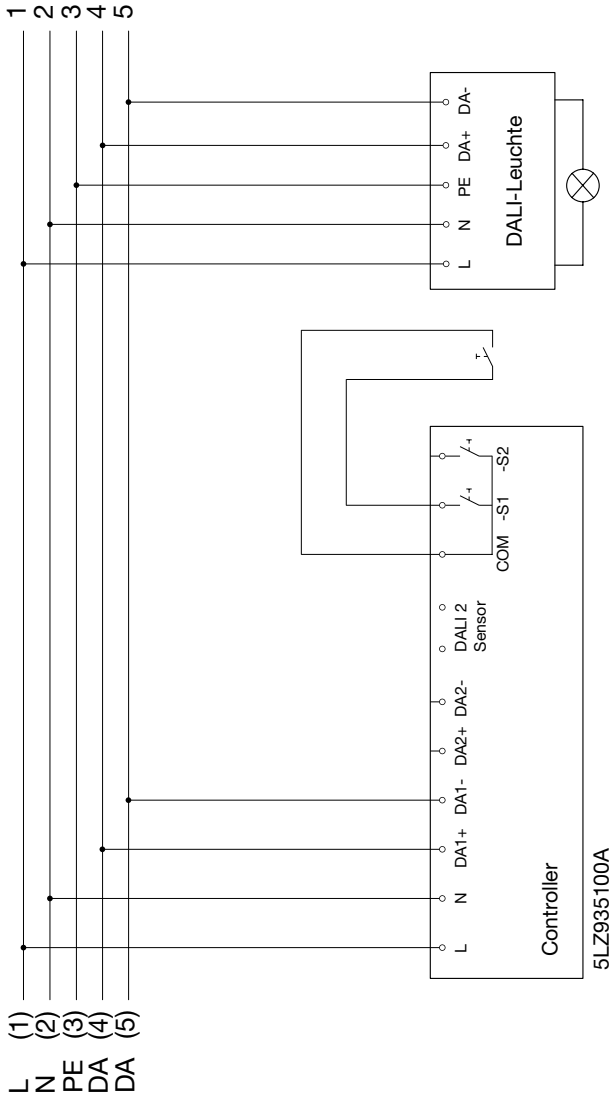 L (1)
N (2)
PE (3)
DA (4)
DA (5)
1
2
3
4
5
L
N
DA1+
DA1-
DA2+
DA2-
DALI 2
Sensor
COM
-S1
-S2
Controller
5LZ935100A
L
N
PE
DA+
DA-
DALI-Leuchte